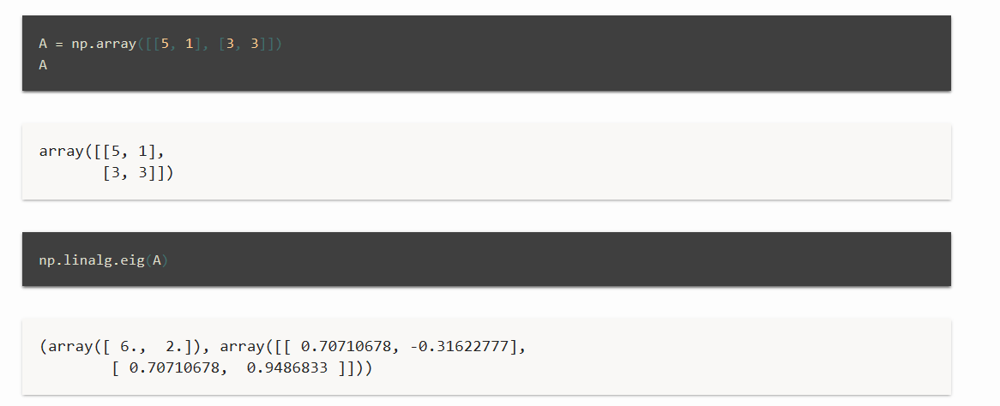 A = np.array([[5, 1], [3, 3]])
A
array([[5, 1],
       [3, 3]])
np.linalg.eig(A)
(array([ 6.,  2.]), array([[ 0.70710678, -0.31622777],
        [ 0.70710678,  0.9486833 ]]))